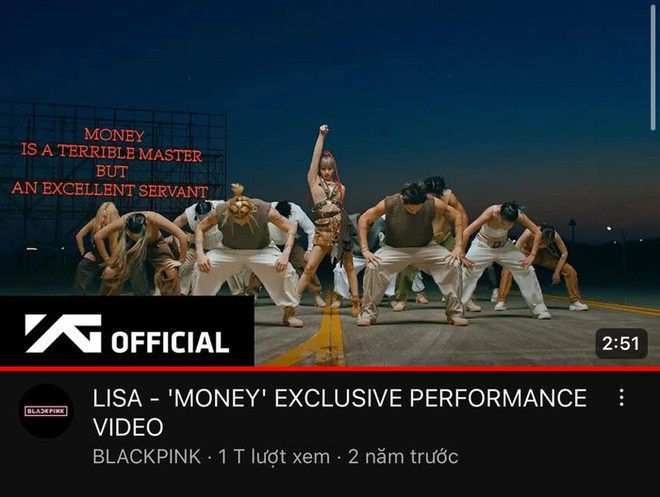 MONEY
IS A TERRIBLE MASTER
BUT
AN EXCELLENT SERVANT
YG OFFICIAL
2:51
BLACKPINK
LISA - 'MONEY' EXCLUSIVE PERFORMANCE
VIDEO
BLACKPINK · 1 T lượt xem · 2 năm trước